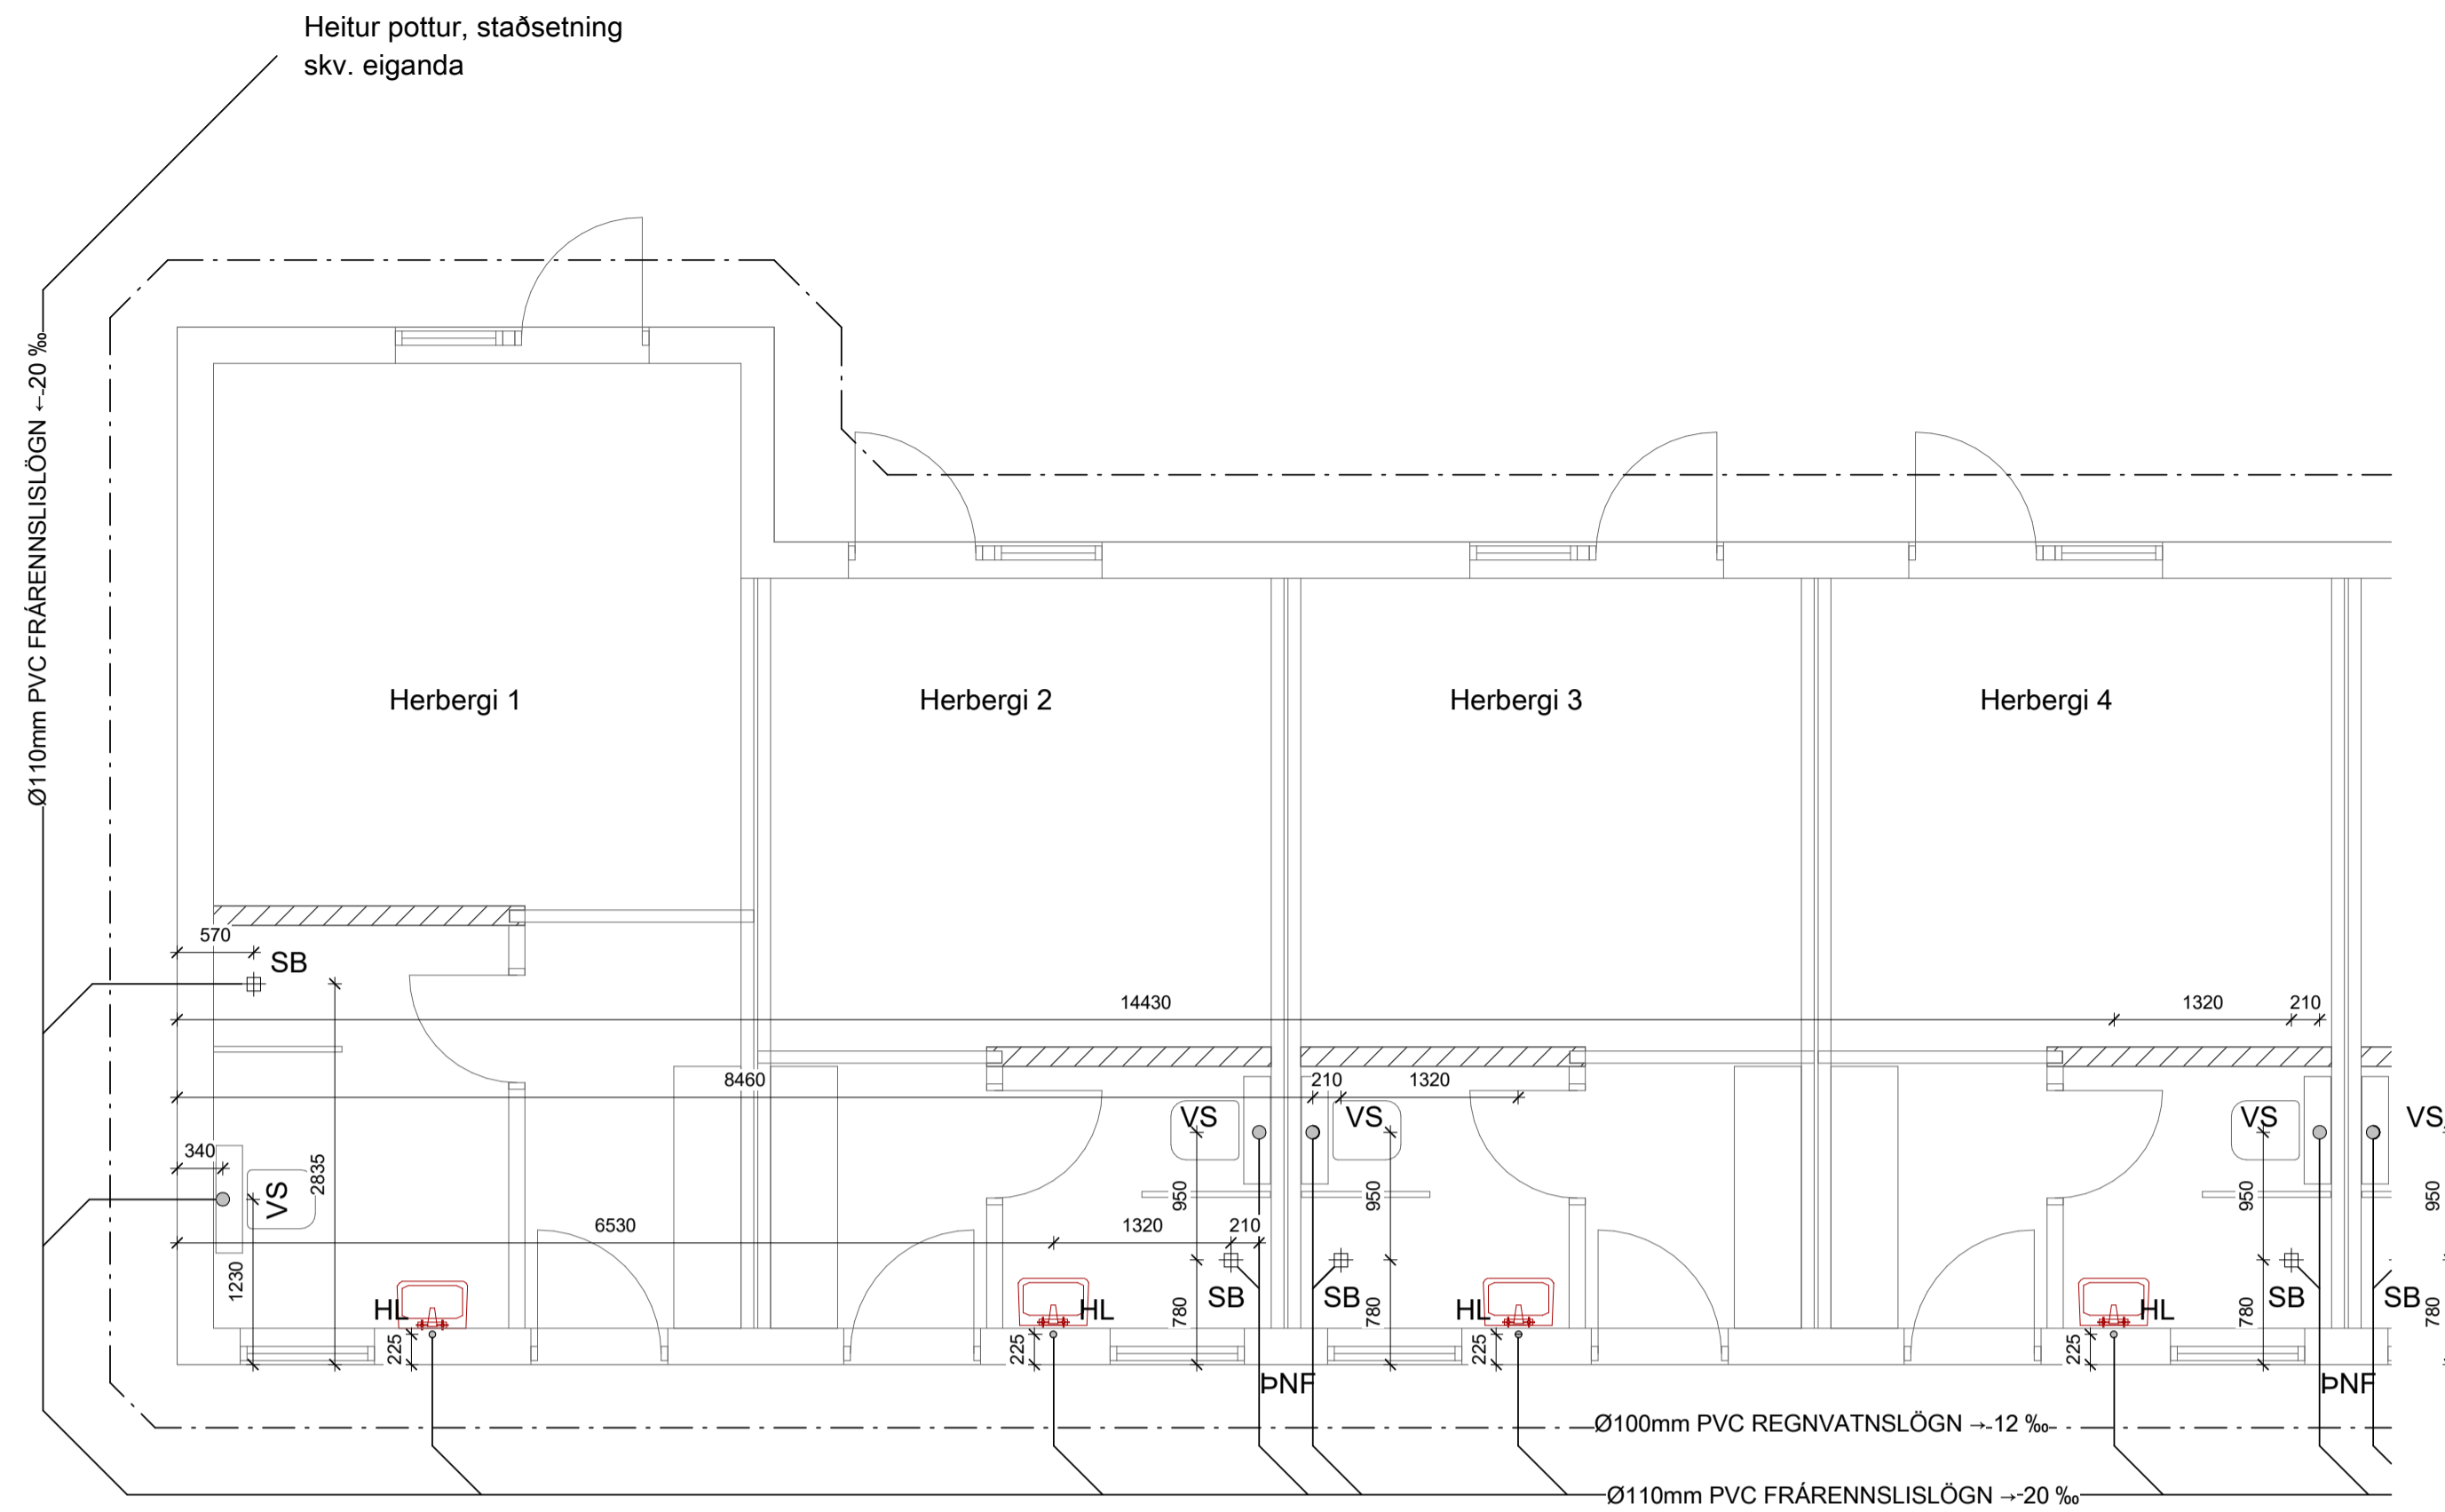 Heitur pottur, staðsetning
skv. eiganda
Ø110mm PVC FRÁRENNSLISLÖGN ← 20 ‰
Herbergi 1
Herbergi 2
Herbergi 3
Herbergi 4
570
SB
14430
1320
210
8460
210
1320
VS
VS
VS
VS
340
2835
VS
950
950
950
950
6530
1320
210
1230
HL
HL
SB
SB
HL
HL
SB
SB
780
780
780
780
225
225
225
225
ÞNF
ÞNF
Ø100mm PVC REGNVATNSLÖGN → 12 ‰
Ø110mm PVC FRÁRENNSLISLÖGN → 20 ‰